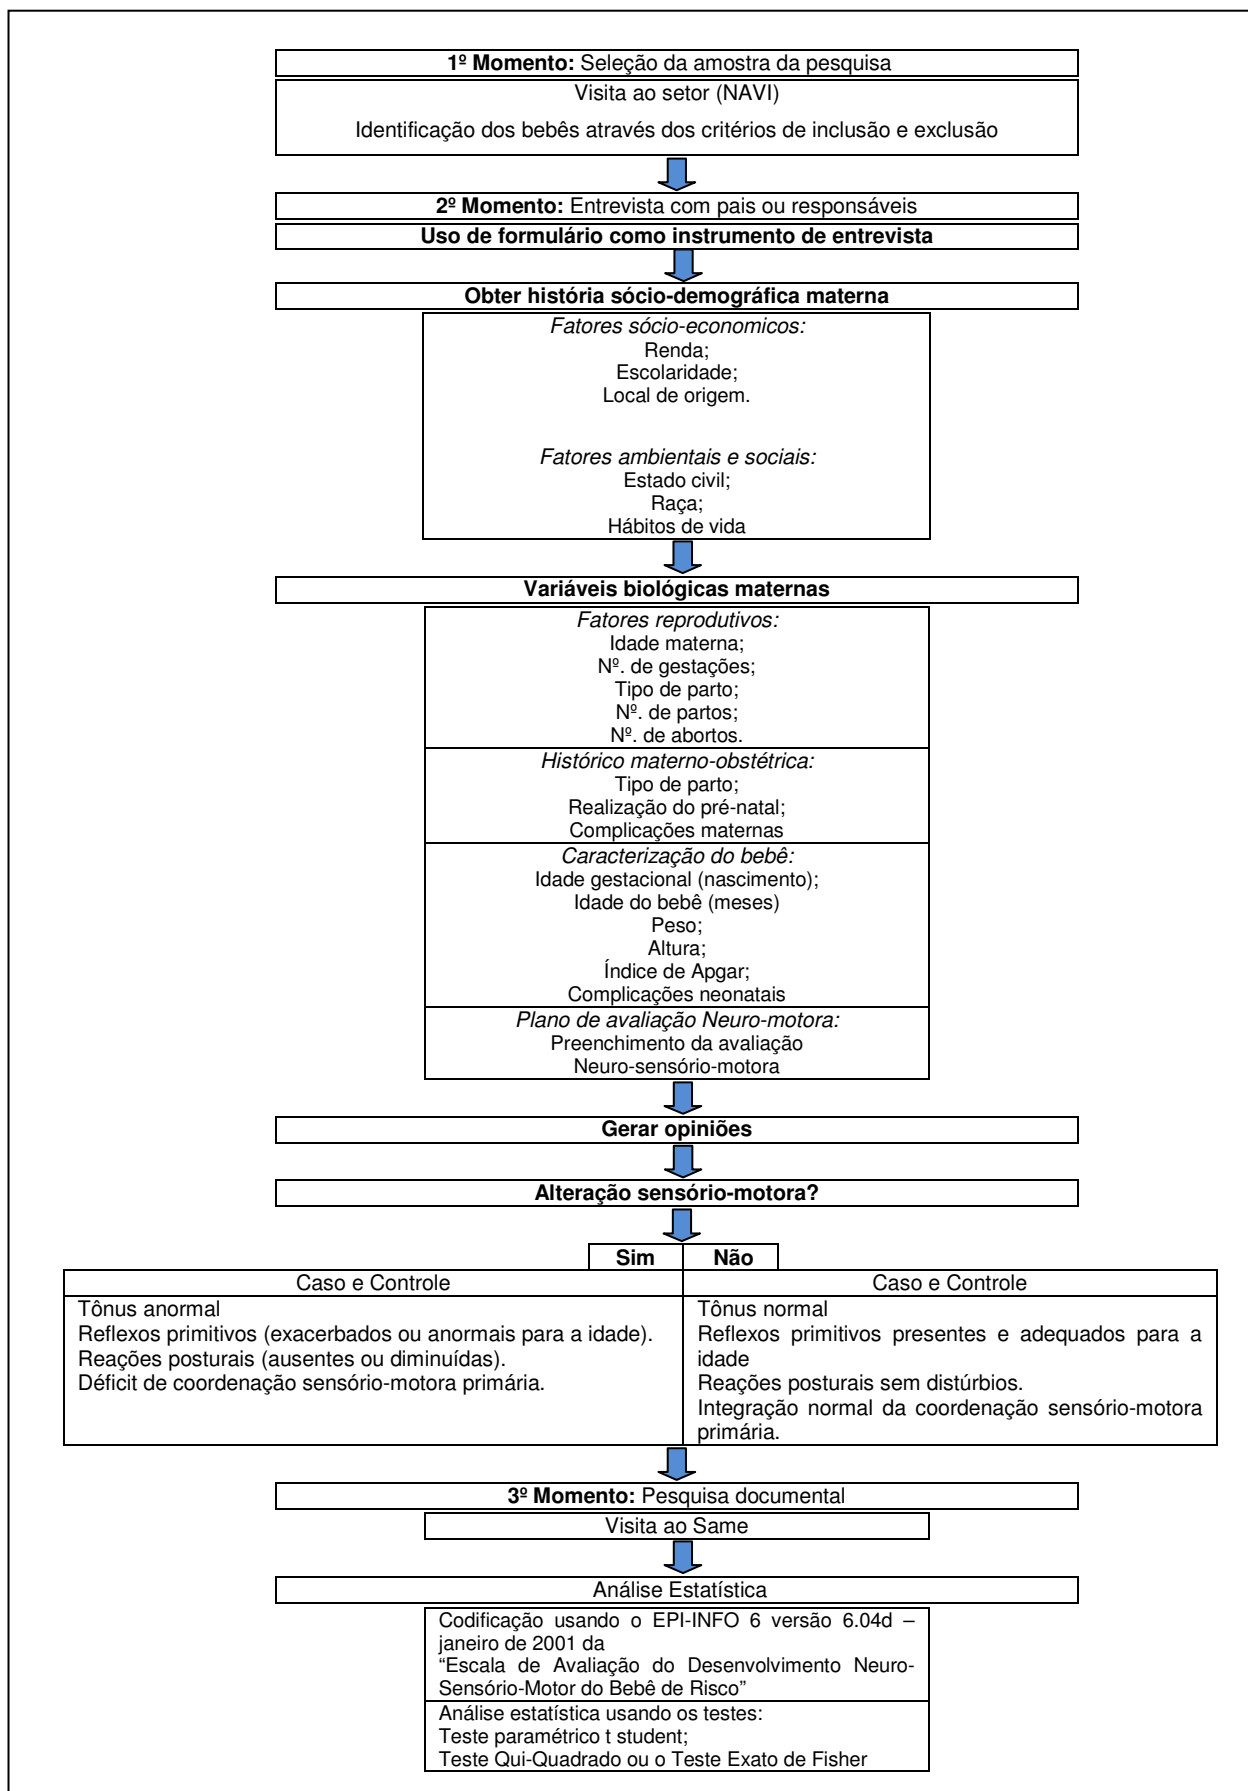 1º Momento: Seleção da amostra da pesquisa
Visita ao setor (NAVI)
Identificação dos bebês através dos critérios de inclusão e exclusão
2º Momento: Entrevista com pais ou responsáveis
Uso de formulário como instrumento de entrevista
Obter história sócio-demográfica materna
Fatores sócio-economicos:
Renda;
Escolaridade;
Local de origem.
Fatores ambientais e sociais:
Estado civil;
Raça;
Hábitos de vida
Variáveis biológicas maternas
Fatores reprodutivos:
Idade materna;
Nº. de gestações;
Tipo de parto;
Nº. de partos;
Nº. de abortos.
Histórico materno-obstétrica:
Tipo de parto;
Realização do pré-natal;
Complicações maternas
Caracterização do bebê:
Idade gestacional (nascimento);
Idade do bebê (meses)
Peso;
Altura;
Índice de Apgar;
Complicações neonatais
Plano de avaliação Neuro-motora:
Preenchimento da avaliação
Neuro-sensório-motora
Gerar opiniões
Alteração sensório-motora?
Sim
Não
Caso e Controle
Tônus anormal
Reflexos primitivos (exacerbados ou anormais para a idade).
Reações posturais (ausentes ou diminuídas).
Déficit de coordenação sensório-motora primária.
Caso e Controle
Tônus normal
Reflexos primitivos presentes e adequados para a
idade
Reações posturais sem distúrbios.
Integração normal da coordenação sensório-motora
primária.
3º Momento: Pesquisa documental
Visita ao Same
Análise Estatística
Codificação usando o EPI-INFO 6 versão 6.04d –
janeiro de 2001 da
“Escala de Avaliação do Desenvolvimento Neuro-
Sensório-Motor do Bebê de Risco”
Análise estatística usando os testes:
Teste paramétrico t student;
Teste Qui-Quadrado ou o Teste Exato de Fisher